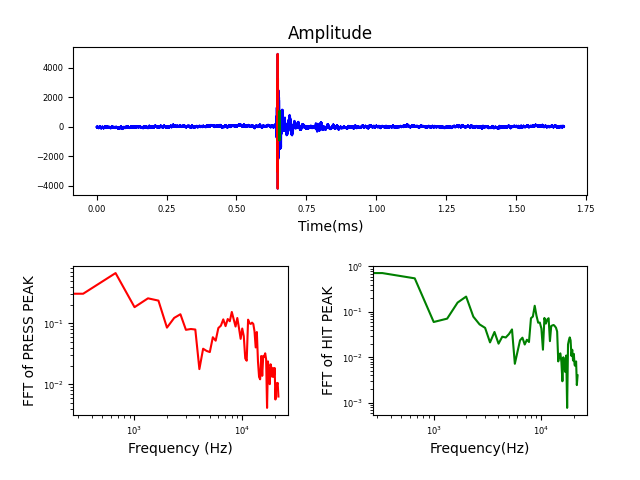 Amplitude
4000
2000
0
−2000
−4000
0.00 0.25 0.50 0.75 1.00 1.25 1.50 1.75
Time(ms)
FFT of PRESS PEAK
10⁻¹
10⁻²
10³ 10⁴
Frequency (Hz)
FFT of HIT PEAK
10⁰
10⁻¹
10⁻²
10⁻³
10³ 10⁴
Frequency(Hz)